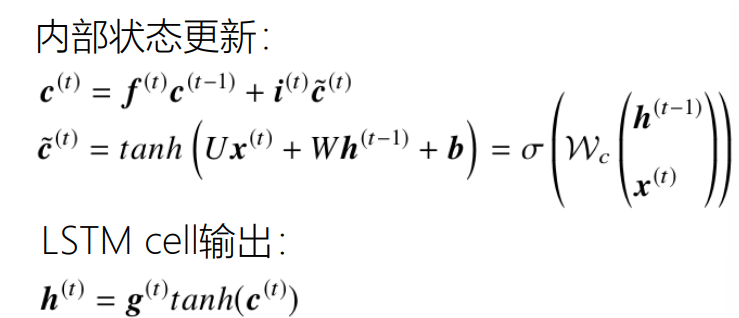 内部状态更新：
c^(t) = f^(t)c^(t−1) + i^(t)c̃^(t)
c̃^(t) = tanh (Ux^(t) + Wh^(t−1) + b) = σ (𝒲_c (h^(t−1) x^(t)))
LSTM cell输出：
h^(t) = g^(t)tanh(c^(t))